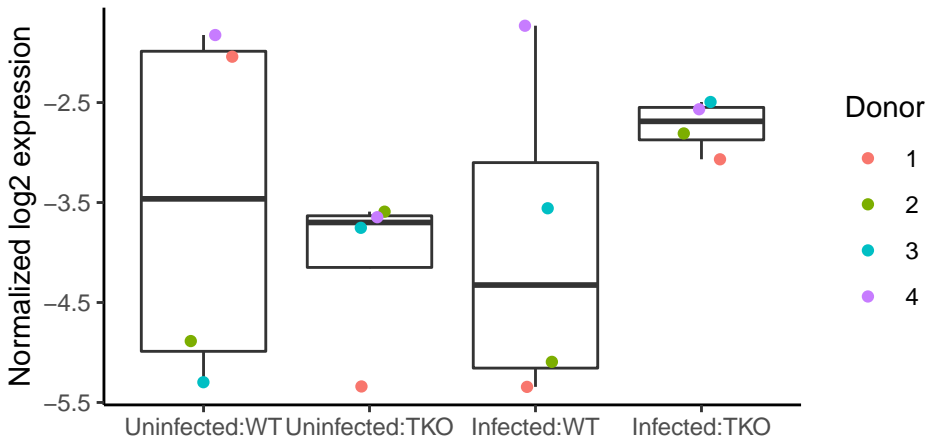 Normalized log2 expression
−2.5
−3.5
−4.5
−5.5
Uninfected:WT
Uninfected:TKO
Infected:WT
Infected:TKO
Donor
1
2
3
4